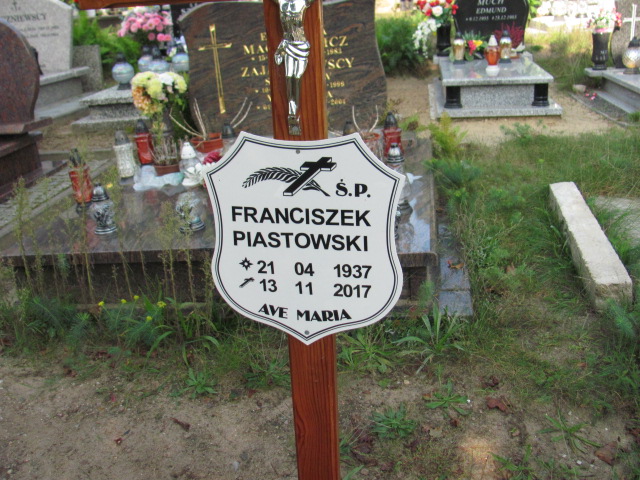 MUCH
EDMUND
Ś.P.
FRANCISZEK
PIASTOWSKI
21 04 1937
13 11 2017
AVE MARIA